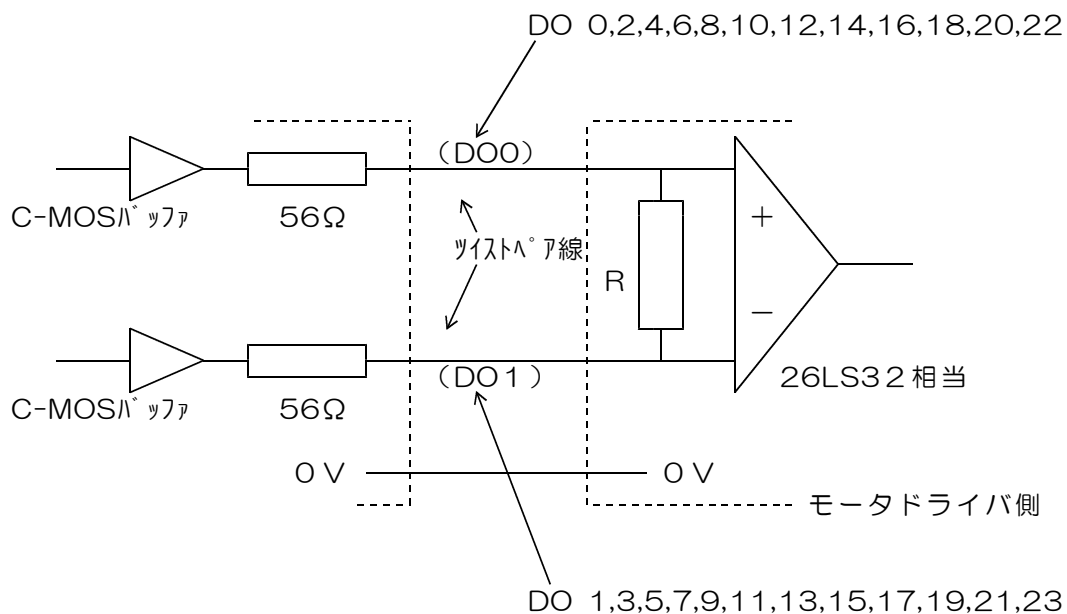 DO 0,2,4,6,8,10,12,14,16,18,20,22
(DO0)
C-MOSバッファ
56Ω
ツイストペア線
+
R
−
(DO1)
26LS32相当
C-MOSバッファ
56Ω
0V
0V
モータドライバ側
DO 1,3,5,7,9,11,13,15,17,19,21,23